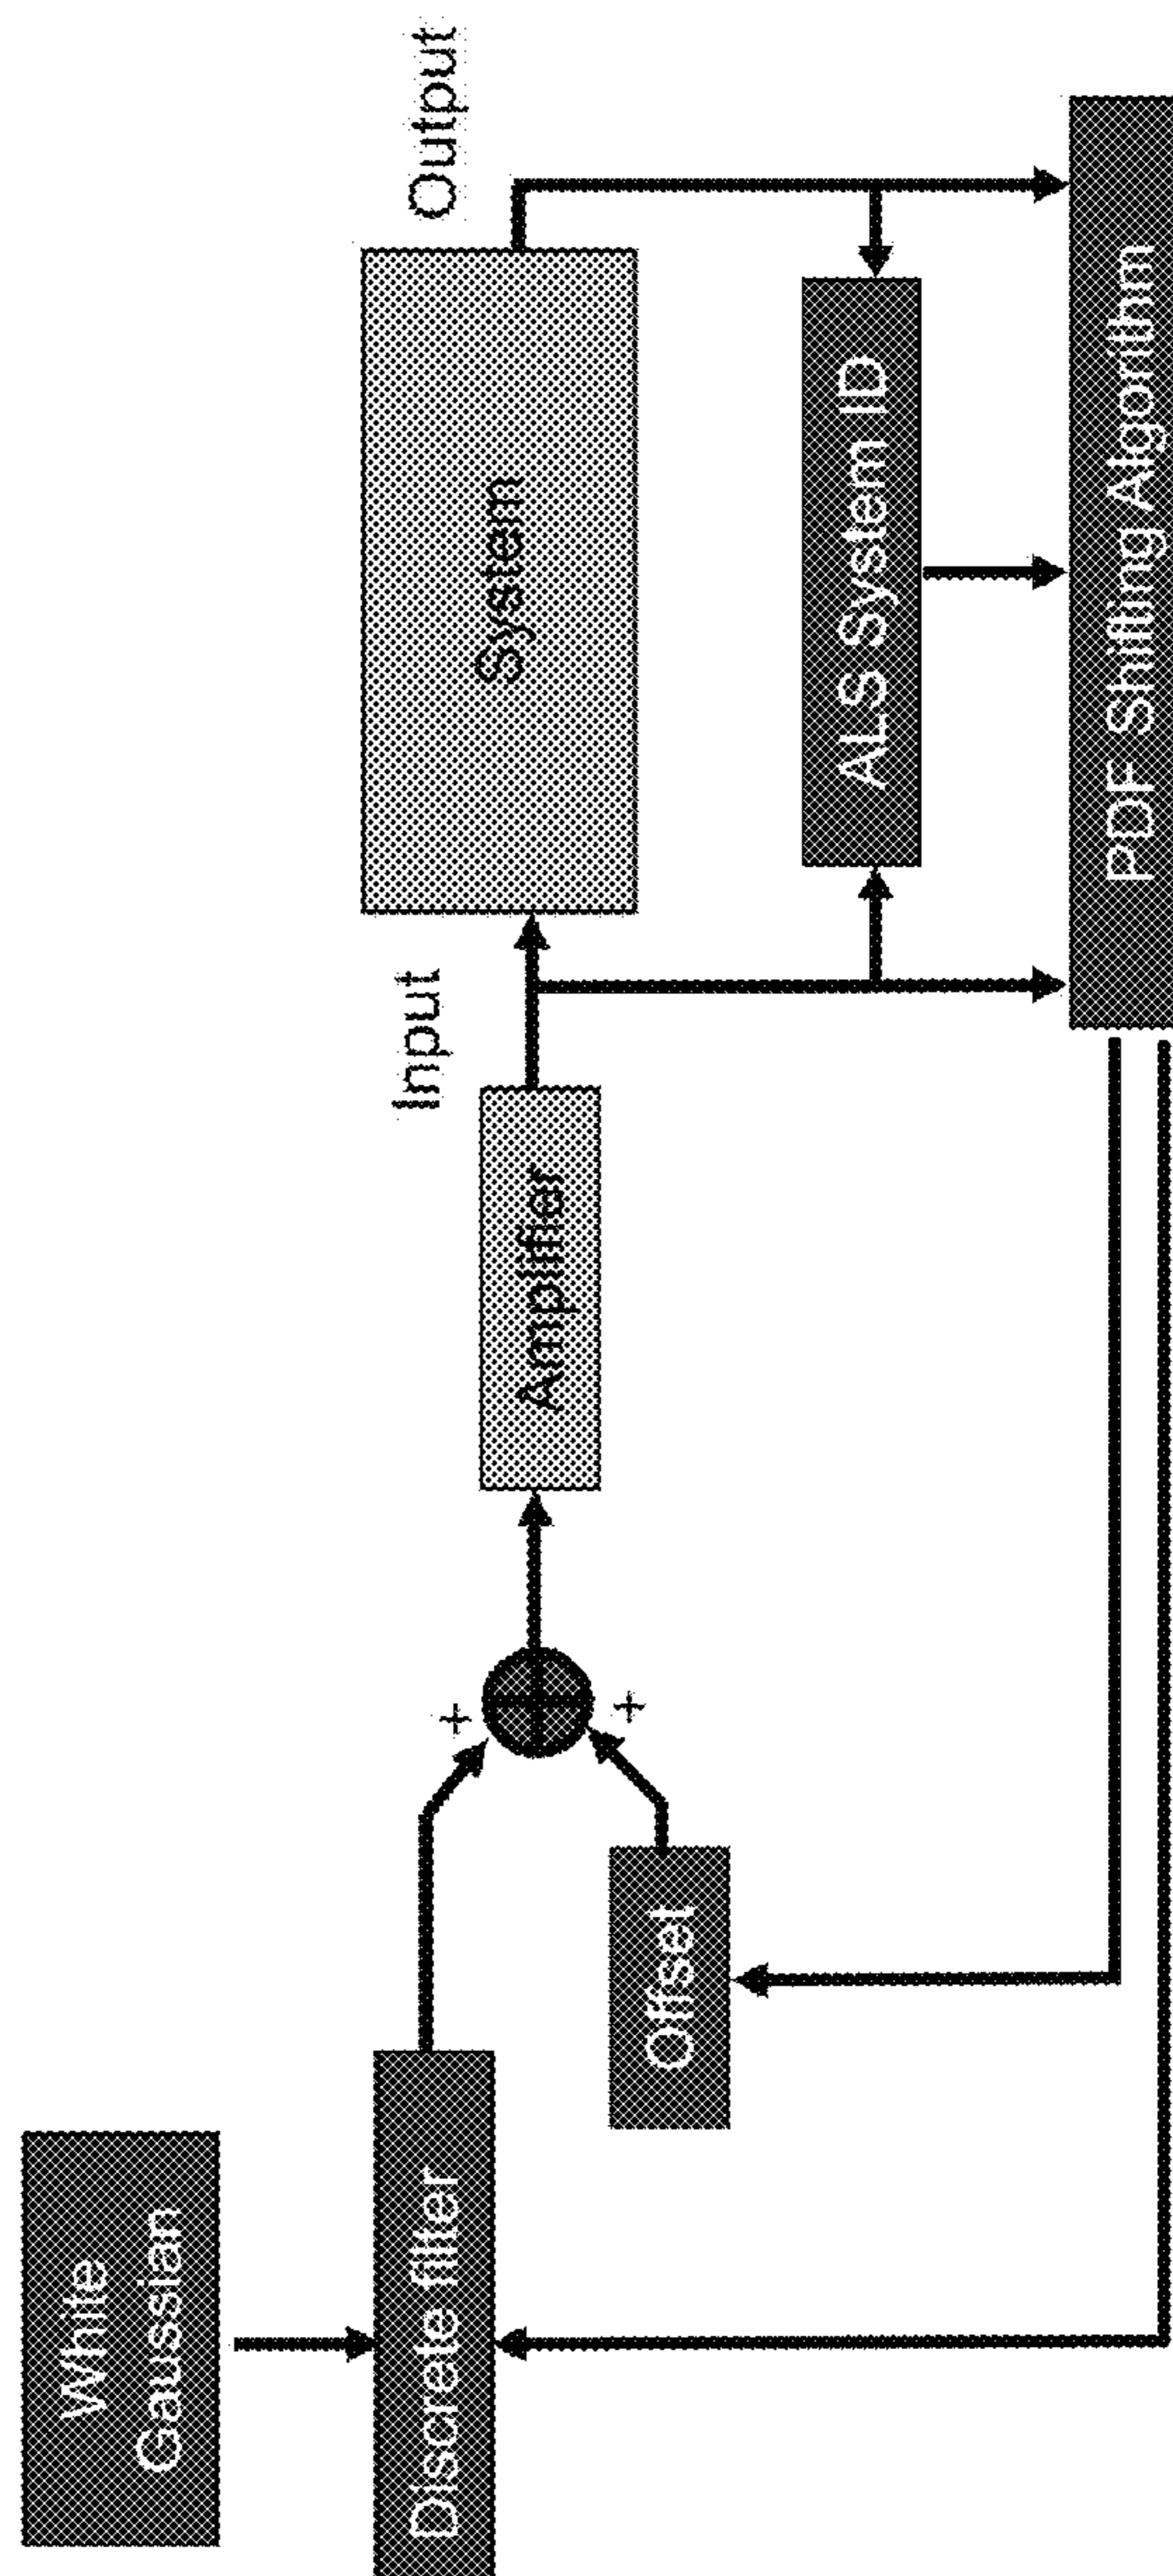 White
Gaussian
Discrete filter
Offset
+
+
Amplifier
Input
System
Output
ALS System ID
PDF Shifting Algorithm